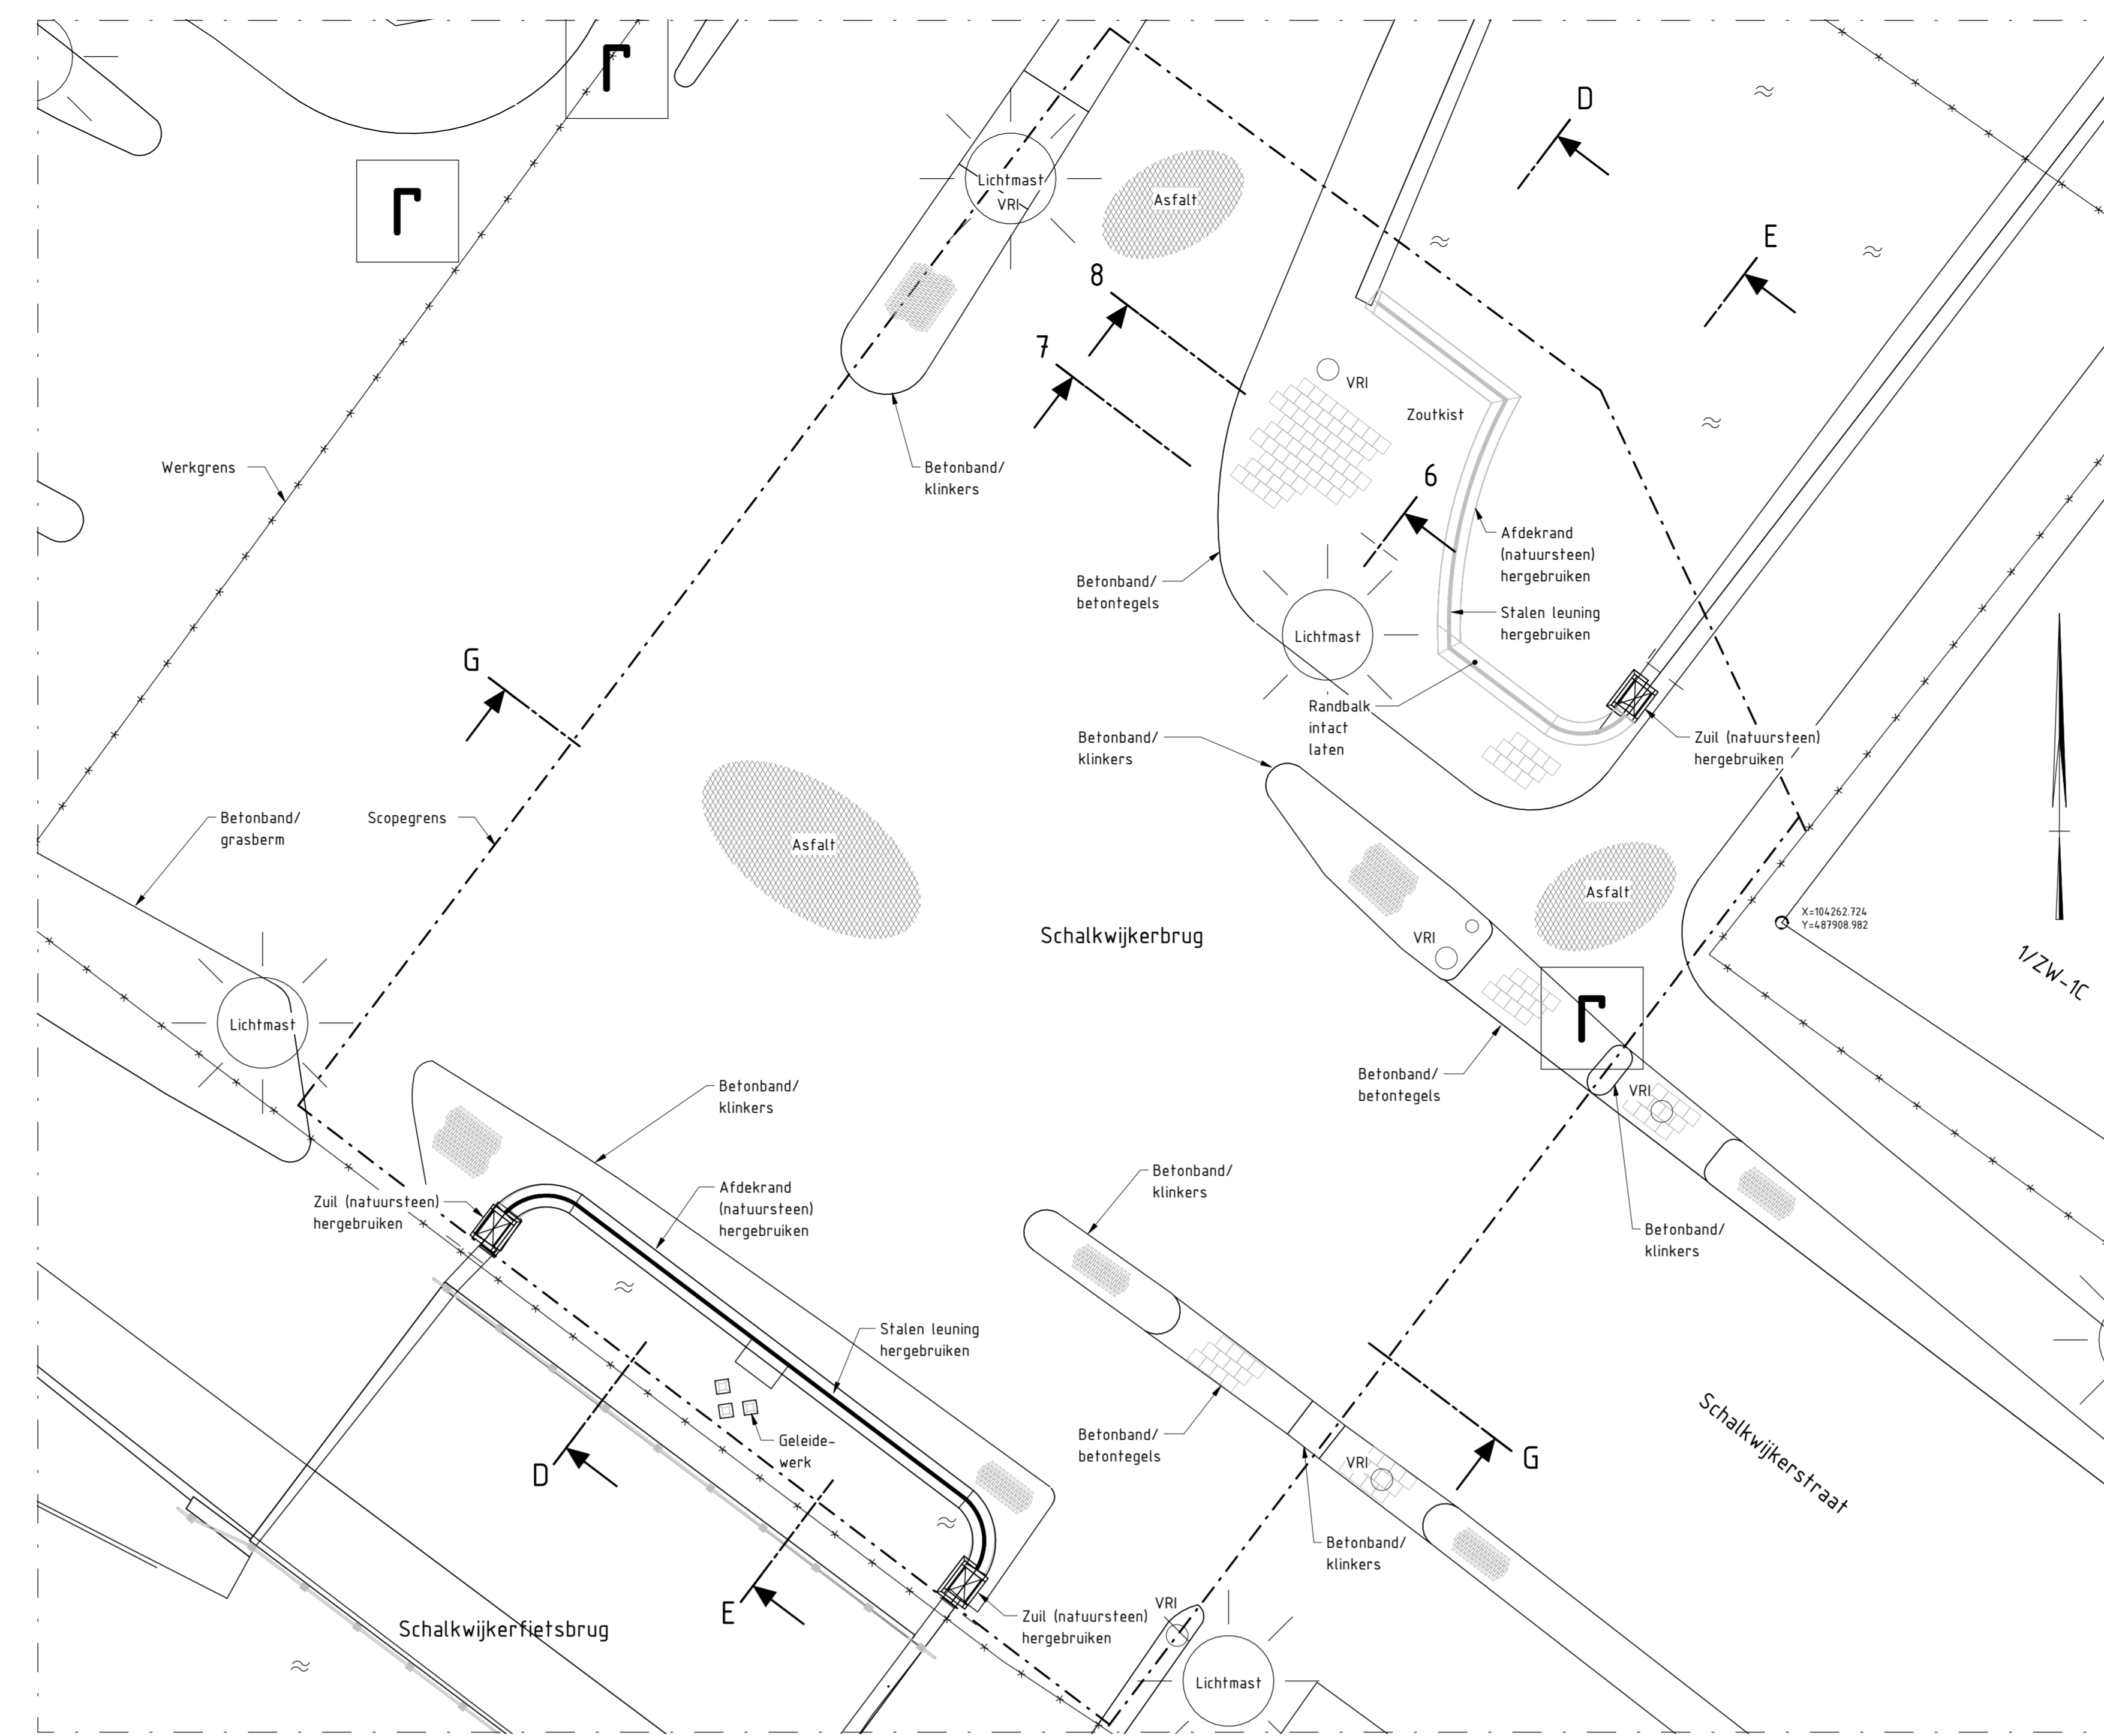 D
Lichtmast
VRI
Asfalt
E
8
7
VRI
Zoutkist
Werkgrens
Betonband/
klinkers
6
Afdekrand
(natuursteen)
hergebruiken
Betonband/
betontegels
Stalen leuning
hergebruiken
Lichtmast
G
Randbalk
intact
laten
Betonband/
klinkers
Zuil (natuursteen)
hergebruiken
Betonband/
grasberm
Scopegrens
Asfalt
Asfalt
X=104262.724
Y=487908.982
Schalkwijkerbrug
VRI
1/ZW-1C
Lichtmast
Betonband/
klinkers
Betonband/
betontegels
VRI
Zuil (natuursteen)
hergebruiken
Afdekrand
(natuursteen)
hergebruiken
Betonband/
klinkers
Betonband/
klinkers
Stalen leuning
hergebruiken
Geleide-
werk
Betonband/
betontegels
VRI
G
Schalkwijkerstraat
D
Betonband/
klinkers
E
Schalkwijkerfietsbrug
Zuil (natuursteen)
hergebruiken
VRI
Lichtmast